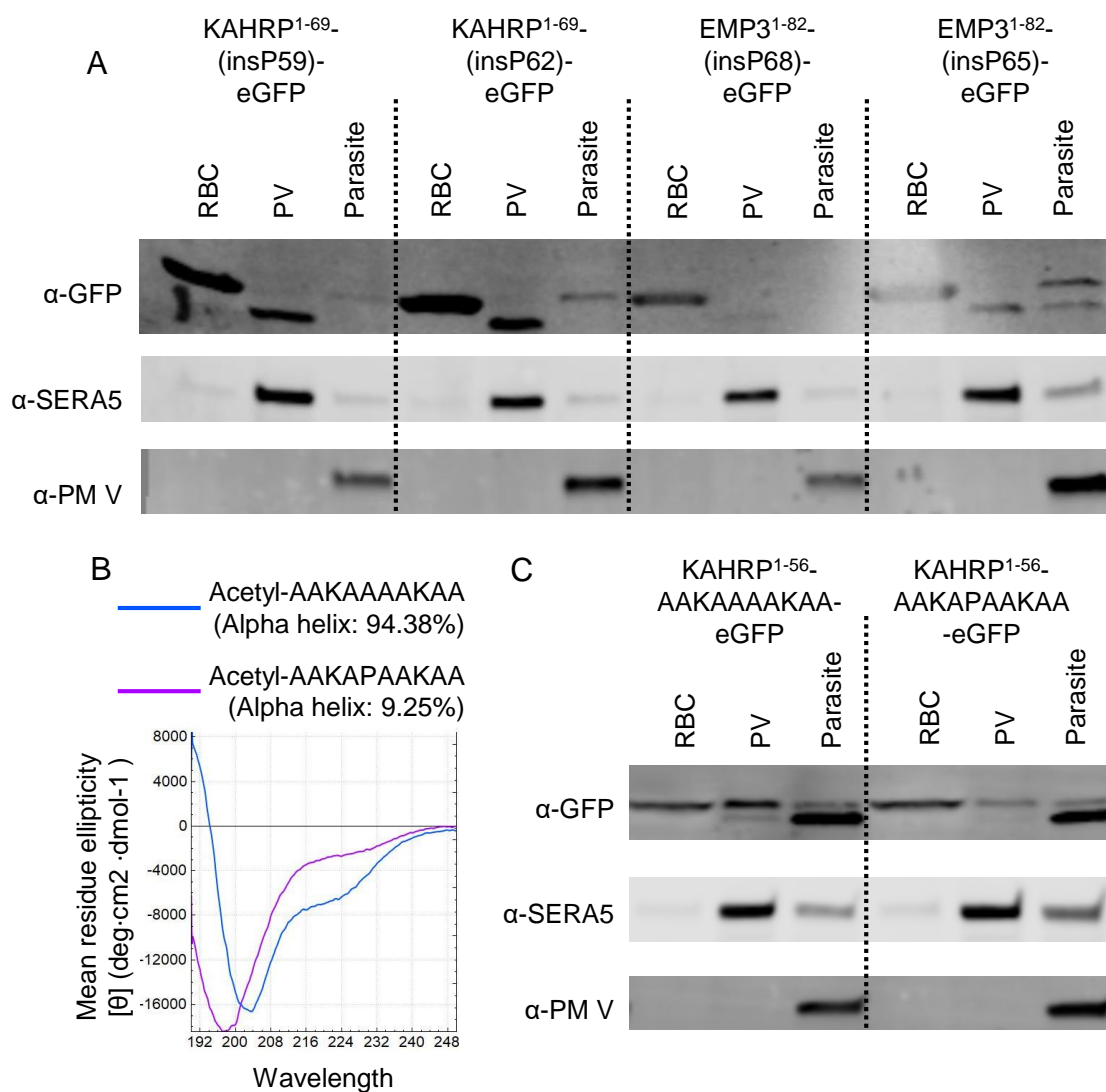 A
KAHRP1-69-
(insP59)-
eGFP
KAHRP1-69-
(insP62)-
eGFP
EMP31-82-
(insP68)-
eGFP
EMP31-82-
(insP65)-
eGFP
RBC
PV
Parasite
RBC
PV
Parasite
RBC
PV
Parasite
RBC
PV
Parasite
α-GFP
α-SERA5
α-PM V
B
Acetyl-AAKAAAAKAA
(Alpha helix: 94.38%)
Acetyl-AAKAPAAKAA
(Alpha helix: 9.25%)
Mean residue ellipticity
[θ] (deg·cm2 ·dmol-1 )
8000
4000
0
-4000
-8000
-12000
-16000
192 200 208 216 224 232 240 248
Wavelength
C
KAHRP1-56-
AAKAAAAKAA-
eGFP
KAHRP1-56-
AAKAPAAKAA
-eGFP
RBC
PV
Parasite
RBC
PV
Parasite
α-GFP
α-SERA5
α-PM V